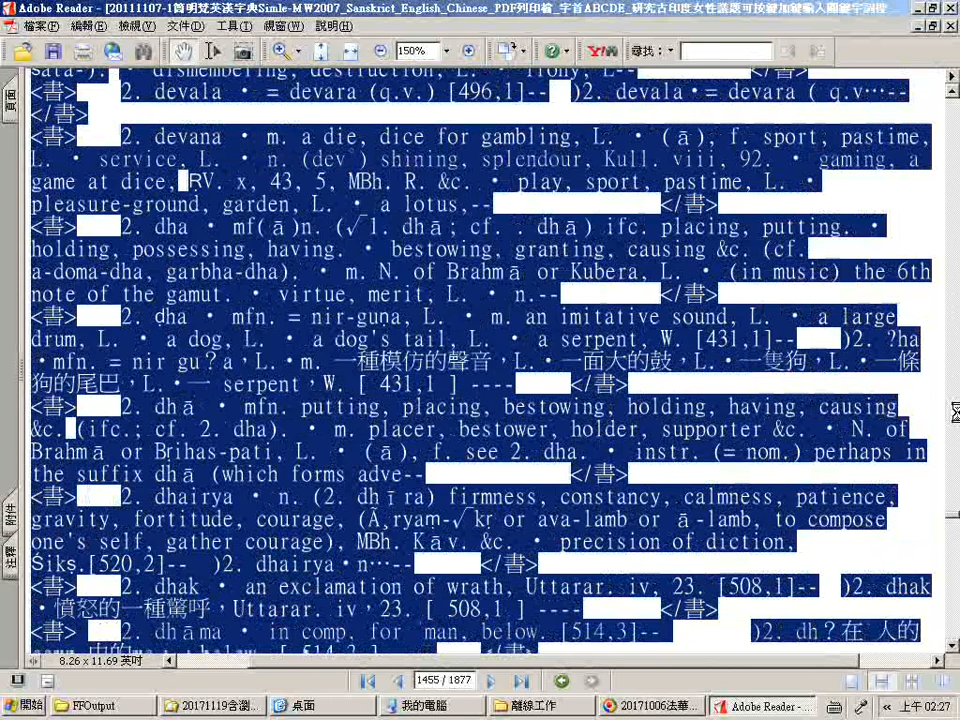 Adobe Reader - [20111107-1簡明梵英漢字典Simle-MW2007_Sanskrict_English_Chinese_PDF列印檔_字首ABCDE_研究古印度女性議題可按
檔案(F) 編輯(E) 檢視(V) 文件(D) 工具(T) 視窗(W) 說明(H)
150% Y! 尋找：
頁面
附件
注釋
sata-). dismembering, destruction, L. • irony, L-- </書>
<書> 2. devala • = devara (q.v.) [496,1]-- )2. devala•= devara ( q.v…--
</書>
<書> 2. devana • m. a die, dice for gambling, L. • (ā), f. sport, pastime,
L. • service, L. • n. (dev˘) shining, splendour, Kull. viii, 92. • gaming, a
game at dice, ṚV. x, 43, 5, MBh. R. &c. • play, sport, pastime, L. •
pleasure-ground, garden, L. • a lotus,-- </書>
<書> 2. dha • mf(ā)n. (√1. dhā; cf. . dhā) ifc. placing, putting. •
holding, possessing, having. • bestowing, granting, causing &c. (cf.
a-doma-dha, garbha-dha). • m. N. of Brahmā or Kubera, L. • (in music) the 6th
note of the gamut. • virtue, merit, L. • n.-- </書>
<書> 2. ḍha • mfn. = nir-guṇa, L. • m. an imitative sound, L. • a large
drum, L. • a dog, L. • a dog's tail, L. • a serpent, W. [431,1]-- )2. ?ha
•mfn. = nir gu？a，L. • m. 一種模仿的聲音，L.•一面大的鼓，L.•一隻狗，L.•一條
狗的尾巴，L.•一 serpent，W. [ 431,1 ] ---- </書>
<書> 2. dhā • mfn. putting, placing, bestowing, holding, having, causing
&c. (ifc.; cf. 2. dha). • m. placer, bestower, holder, supporter &c. • N. of
Brahmā or Bṛihas-pati, L. • (ā), f. see 2. dha. • instr. (= nom.) perhaps in
the suffix dhā (which forms adve-- </書>
<書> 2. dhairya • n. (2. dhīra) firmness, constancy, calmness, patience,
gravity, fortitude, courage, (Ã¸ryaṃ-√kṛ or ava-lamb or ā-lamb, to compose
one's self, gather courage), MBh. Kāv. &c. • precision of diction,
Śikṣ.[520,2]-- )2. dhairya•n…-- </書>
<書> 2. dhak • an exclamation of wrath, Uttarar. iv, 23. [508,1]-- )2. dhak
•憤怒的一種驚呼，Uttarar. iv，23. [ 508,1 ] ---- </書>
<書> 2. dhāma • in comp, for man, below. [514,3]-- )2. dh？在 人的
8.26 x 11.69 英吋
1455 / 1877
開始 FFOutput 20171119含瀏... 桌面 我的電腦 離線工作 20171006法華... Adobe Reader - ... 上午 02:27